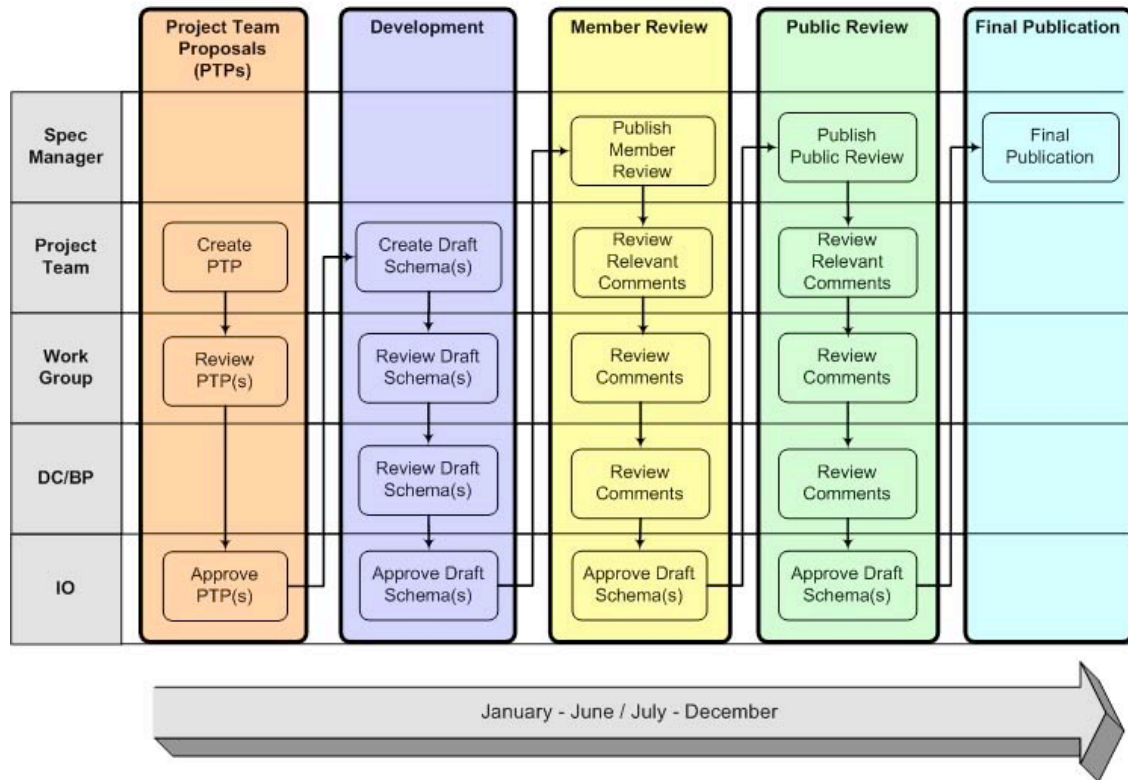 Project Team
Proposals
(PTPs)
Development
Member Review
Public Review
Final Publication
Spec
Manager
Publish
Member
Review
Publish
Public Review
Final
Publication
Project
Team
Create
PTP
Create Draft
Schema(s)
Review
Relevant
Comments
Review
Relevant
Comments
Work
Group
Review
PTP(s)
Review Draft
Schema(s)
Review
Comments
Review
Comments
DC/BP
Review Draft
Schema(s)
Review
Comments
Review
Comments
IO
Approve
PTP(s)
Approve Draft
Schema(s)
Approve Draft
Schema(s)
Approve Draft
Schema(s)
January - June / July - December